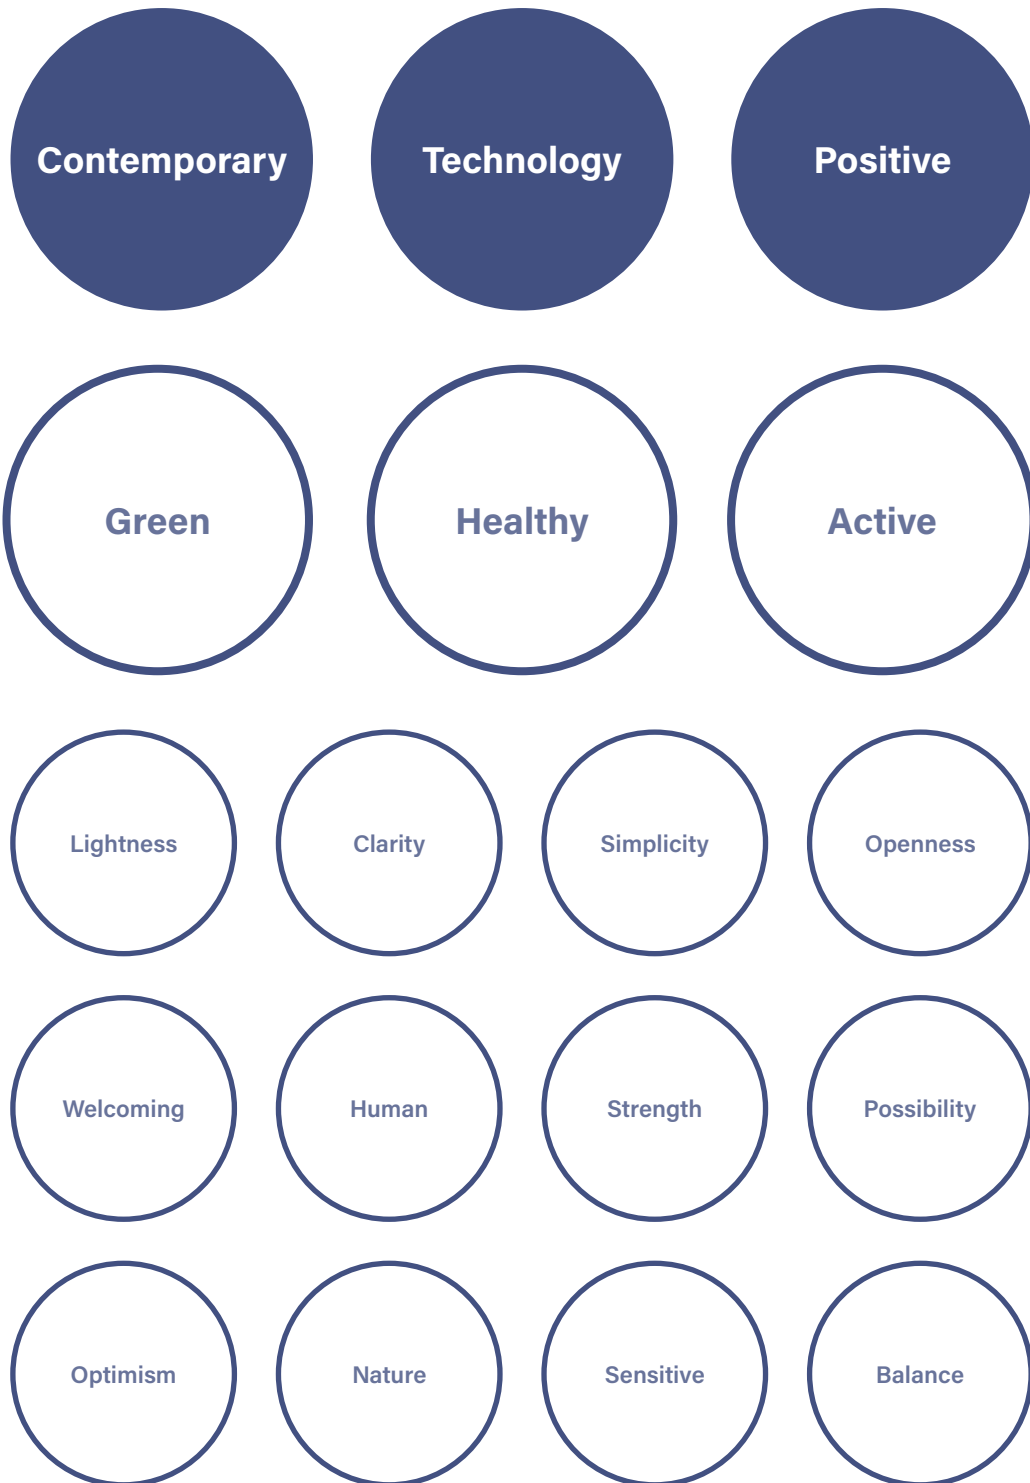 Contemporary
Technology
Positive
Green
Healthy
Active
Lightness
Clarity
Simplicity
Openness
Welcoming
Human
Strength
Possibility
Optimism
Nature
Sensitive
Balance